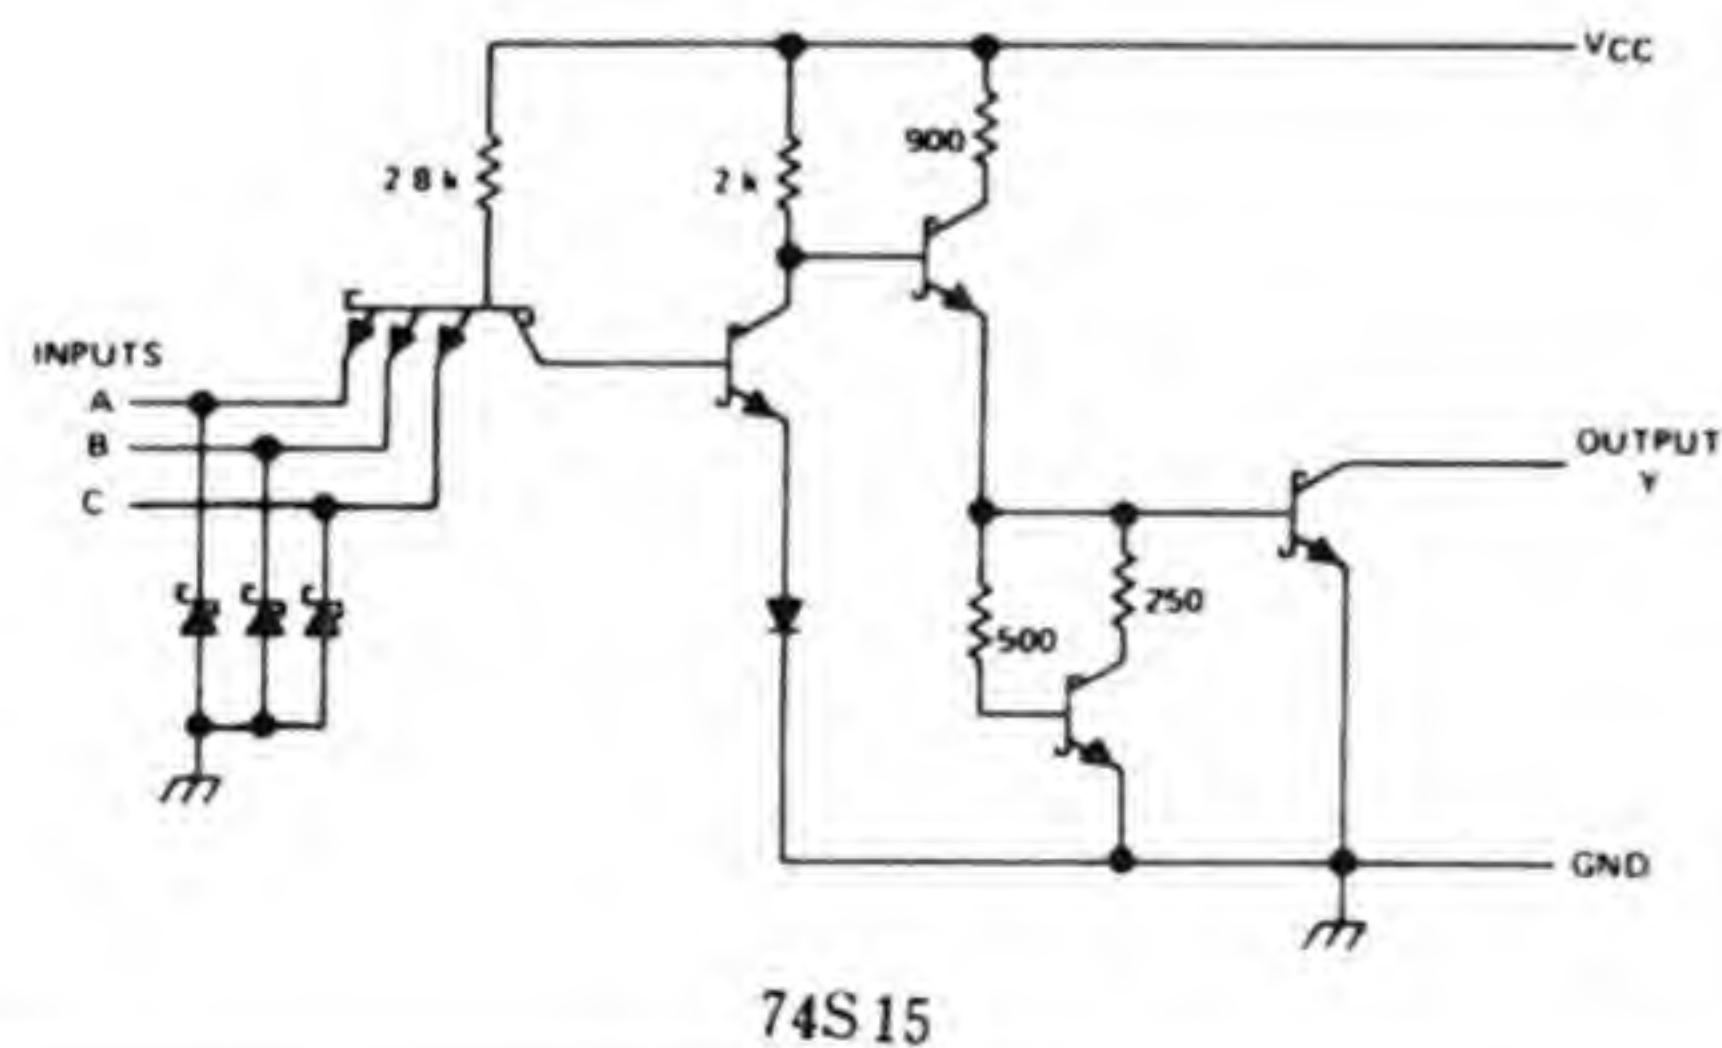 VCC
900
2 8 k
2 k
INPUTS
A
B
C
OUTPUT
Y
250
500
GND
74S15